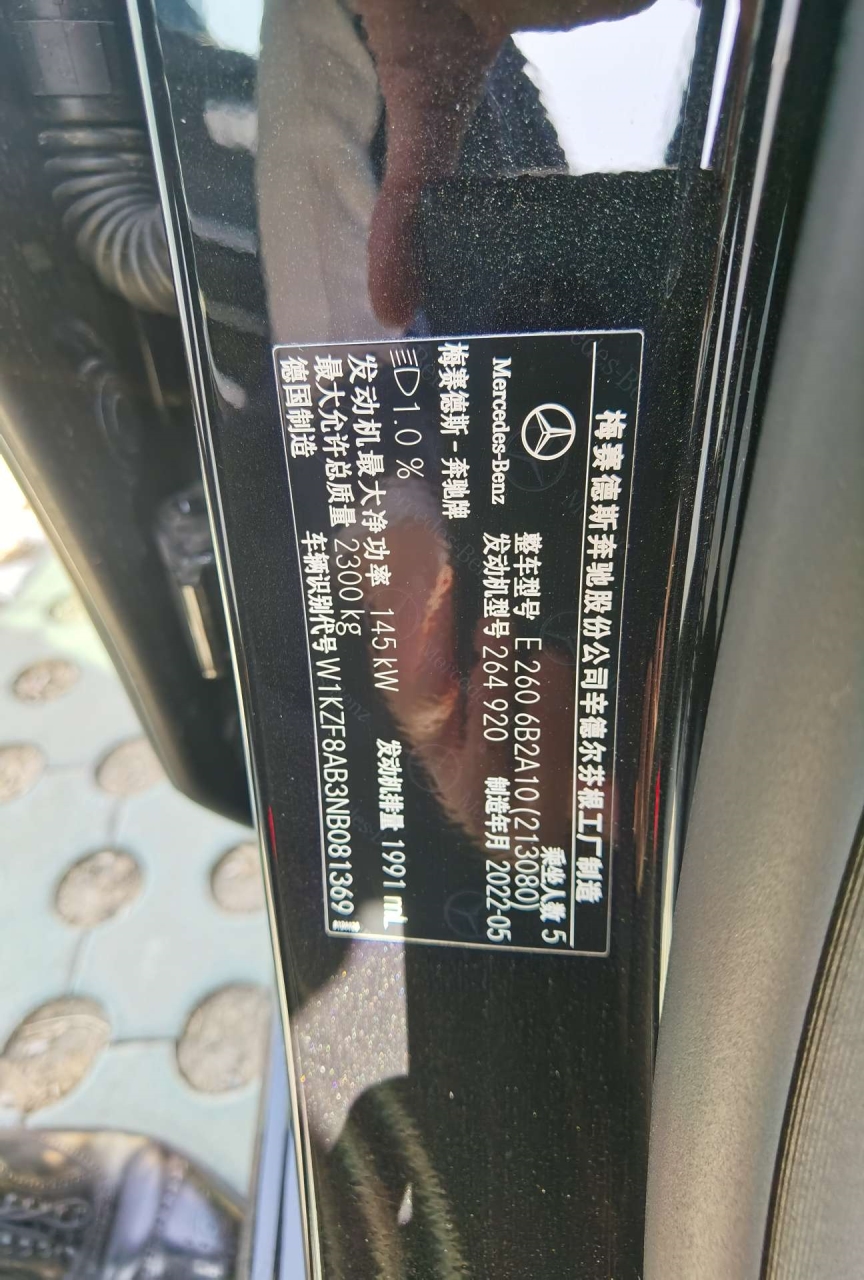 梅赛德斯奔驰股份公司辛德尔芬根工厂制造
Mercedes-Benz
梅赛德斯-奔驰牌
乘坐人数 5
整车型号 E 260 6B2A10 (213080)
发动机型号 264 920
制造年月 2022-05
1.0 %
发动机最大净功率 145 kW
发动机排量 1991 mL
最大允许总质量 2300 kg
德国制造
车辆识别代号 W1KZF8AB3NB081369